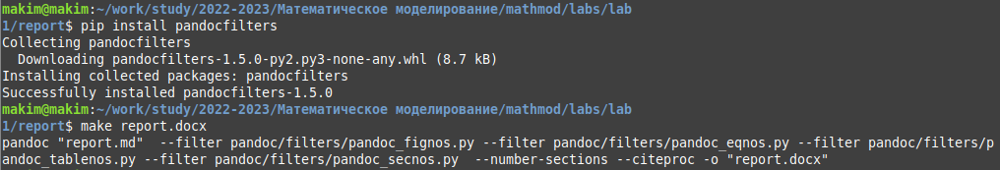 makim@makim:~/work/study/2022-2023/Математическое моделирование/mathmod/labs/lab
1/report$ pip install pandocfilters
Collecting pandocfilters
  Downloading pandocfilters-1.5.0-py2.py3-none-any.whl (8.7 kB)
Installing collected packages: pandocfilters
Successfully installed pandocfilters-1.5.0
makim@makim:~/work/study/2022-2023/Математическое моделирование/mathmod/labs/lab
1/report$ make report.docx
pandoc "report.md"  --filter pandoc/filters/pandoc_fignos.py --filter pandoc/filters/pandoc_eqnos.py --filter pandoc/filters/p
andoc_tablenos.py --filter pandoc/filters/pandoc_secnos.py  --number-sections --citeproc -o "report.docx"